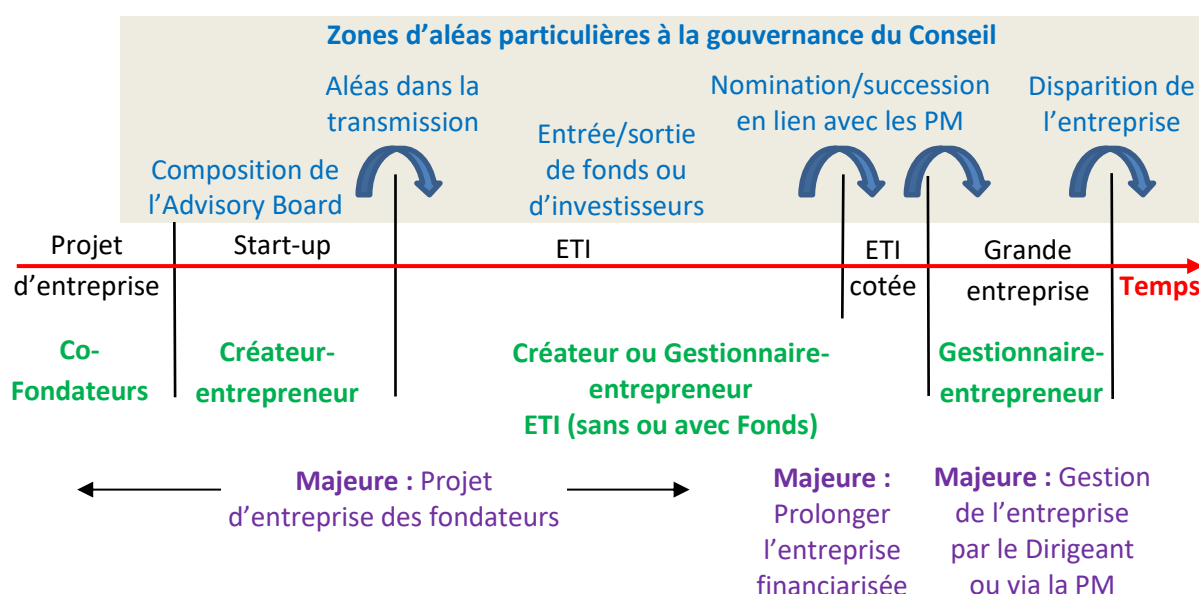 Zones d’aléas particulières à la gouvernance du Conseil
Aléas dans la
transmission
Nomination/succession
en lien avec les PM
Disparition de
l’entreprise
Entrée/sortie
de fonds ou
d’investisseurs
Composition de
l’Advisory Board
Projet
d’entreprise
Start-up
ETI
ETI
cotée
Grande
entreprise
Temps
Co-
Fondateurs
Créateur-
entrepreneur
Créateur ou Gestionnaire-
entrepreneur
ETI (sans ou avec Fonds)
Gestionnaire-
entrepreneur
Majeure : Projet
d’entreprise des fondateurs
Majeure :
Prolonger
l’entreprise
financiarisée
Majeure : Gestion
de l’entreprise
par le Dirigeant
ou via la PM